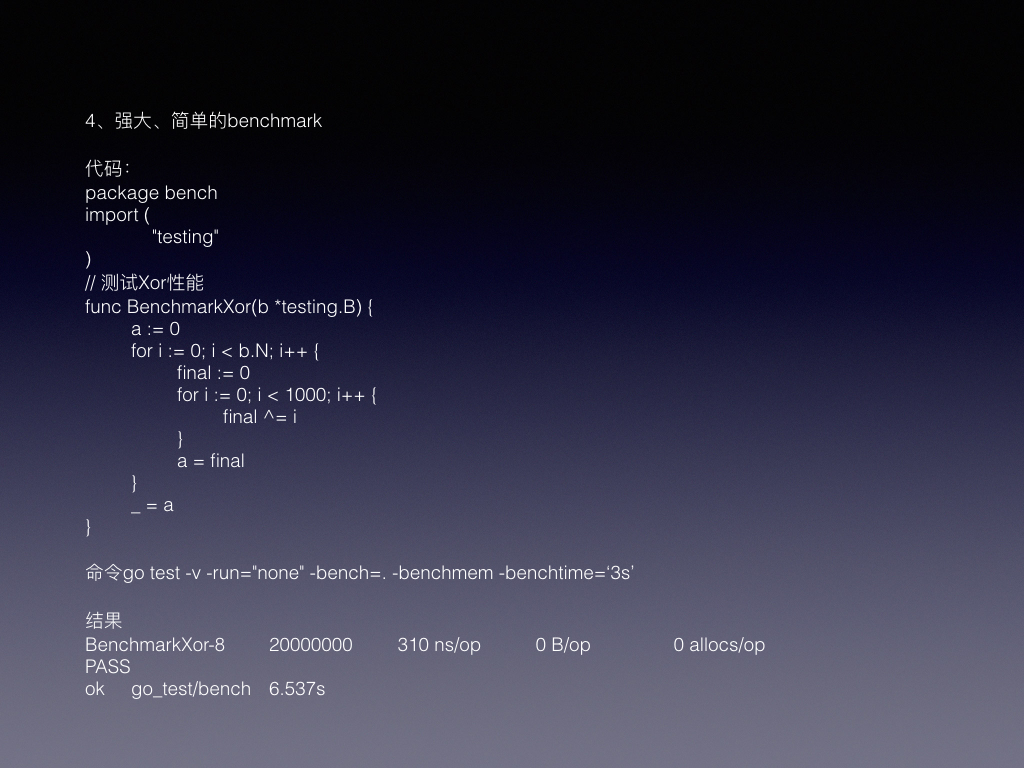 4、强大、简单的benchmark
代码：
package bench
import (
"testing"
)
// 测试Xor性能
func BenchmarkXor(b *testing.B) {
a := 0
for i := 0; i < b.N; i++ {
final := 0
for i := 0; i < 1000; i++ {
final ^= i
}
a = final
}
_ = a
}
命令go test -v -run="none" -bench=. -benchmem -benchtime=‘3s’
结果
BenchmarkXor-8 20000000 310 ns/op 0 B/op 0 allocs/op
PASS
ok go_test/bench 6.537s